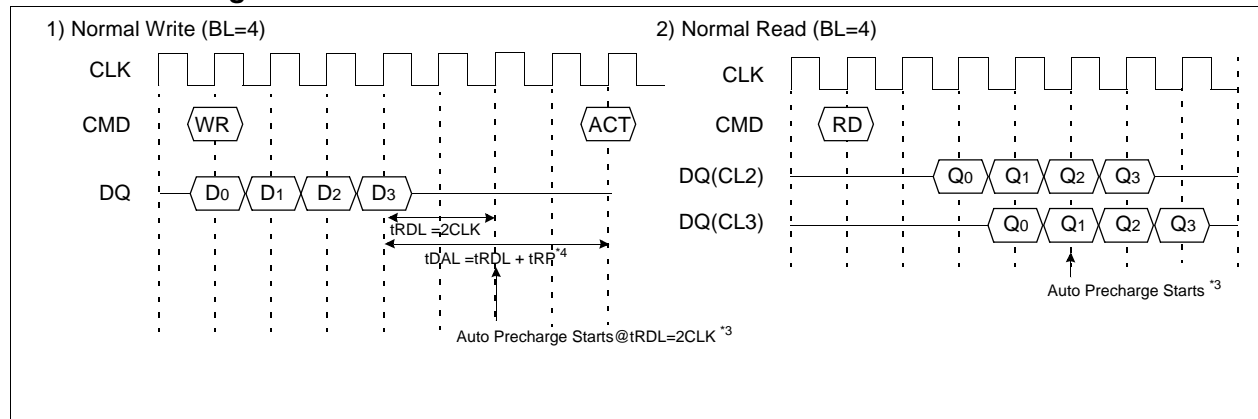 1) Normal Write (BL=4)
CLK
CMD
WR
ACT
DQ
D0
D1
D2
D3
tRDL =2CLK
tDAL =tRDL + tRP*4
Auto Precharge Starts@tRDL=2CLK *3
2) Normal Read (BL=4)
CLK
CMD
RD
DQ(CL2)
Q0
Q1
Q2
Q3
DQ(CL3)
Q0
Q1
Q2
Q3
Auto Precharge Starts *3